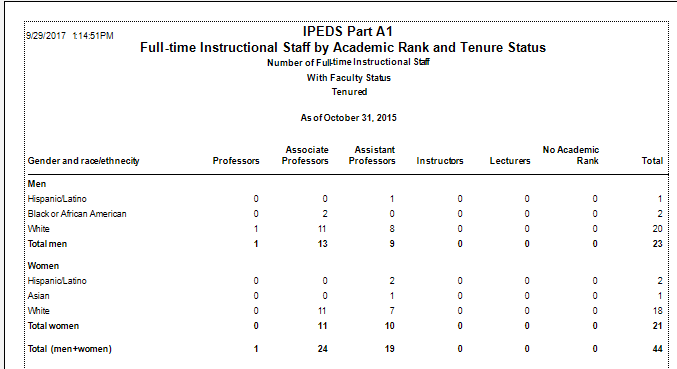 IPEDS Part A1
9/29/2017 1:14:51PM
Full-time Instructional Staff by Academic Rank and Tenure Status
Number of Full-time Instructional Staff
With Faculty Status
Tenured
As of October 31, 2015
Gender and race/ethnecity Professors Associate Professors Assistant Professors Instructors Lecturers No Academic Rank Total
Men
Hispanic/Latino 0 0 1 0 0 0 1
Black or African American 0 2 0 0 0 0 2
White 1 11 8 0 0 0 20
Total men 1 13 9 0 0 0 23
Women
Hispanic/Latino 0 0 2 0 0 0 2
Asian 0 0 1 0 0 0 1
White 0 11 7 0 0 0 18
Total women 0 11 10 0 0 0 21
Total (men+women) 1 24 19 0 0 0 44